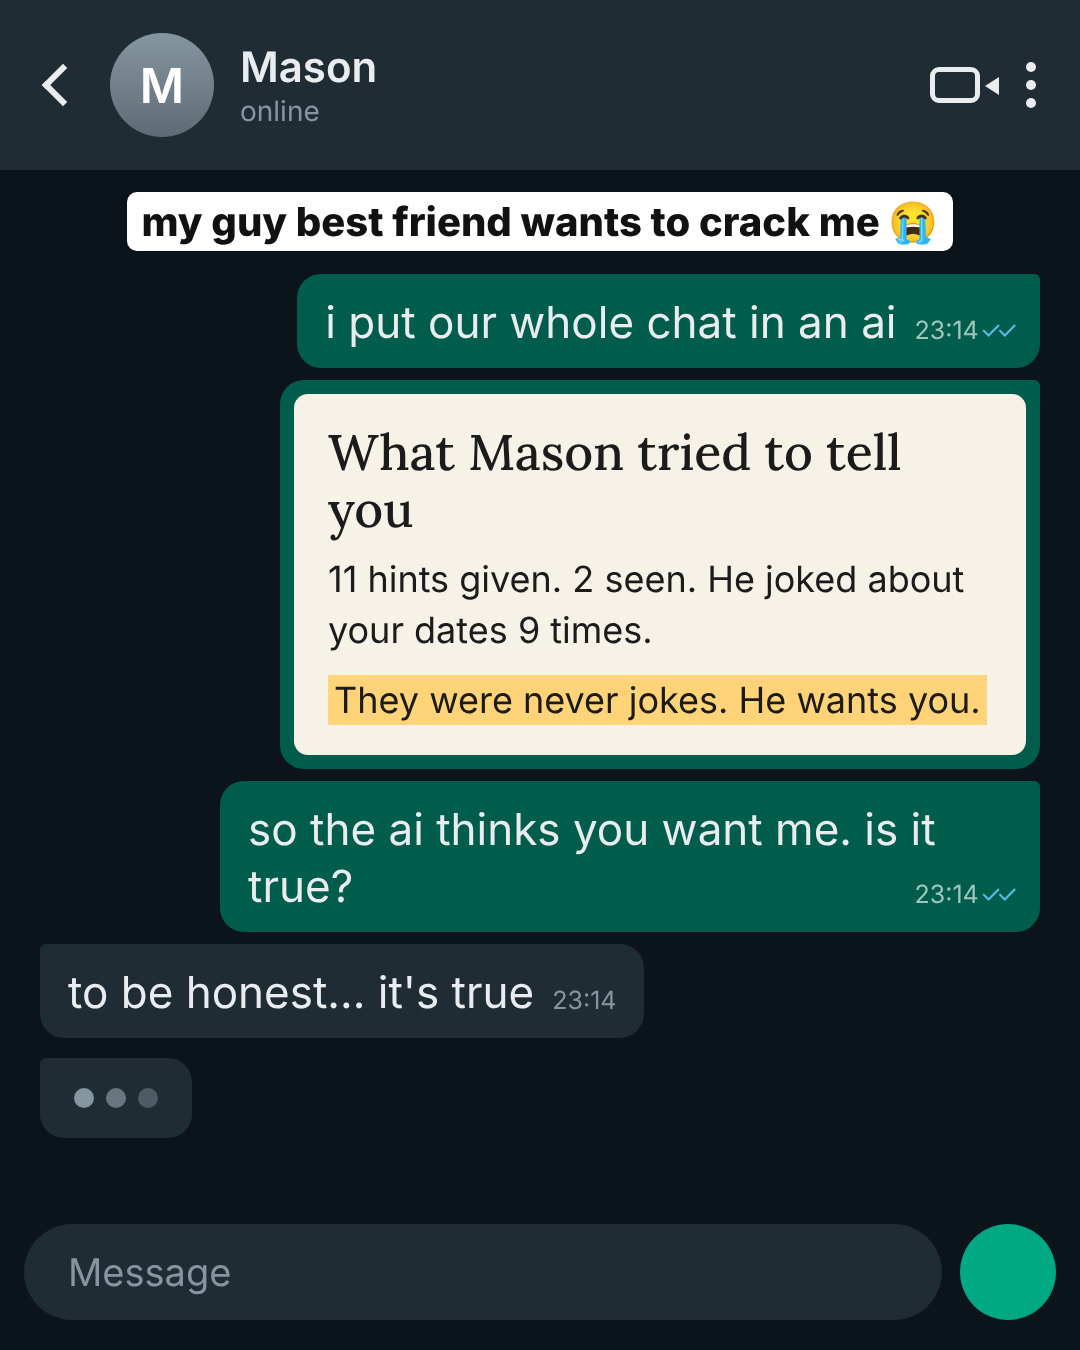 M
Mason
online
my guy best friend wants to crack me 😭
i put our whole chat in an ai 23:14
What Mason tried to tell
you
11 hints given. 2 seen. He joked about
your dates 9 times.
They were never jokes. He wants you.
so the ai thinks you want me. is it
true? 23:14
to be honest... it's true 23:14
Message